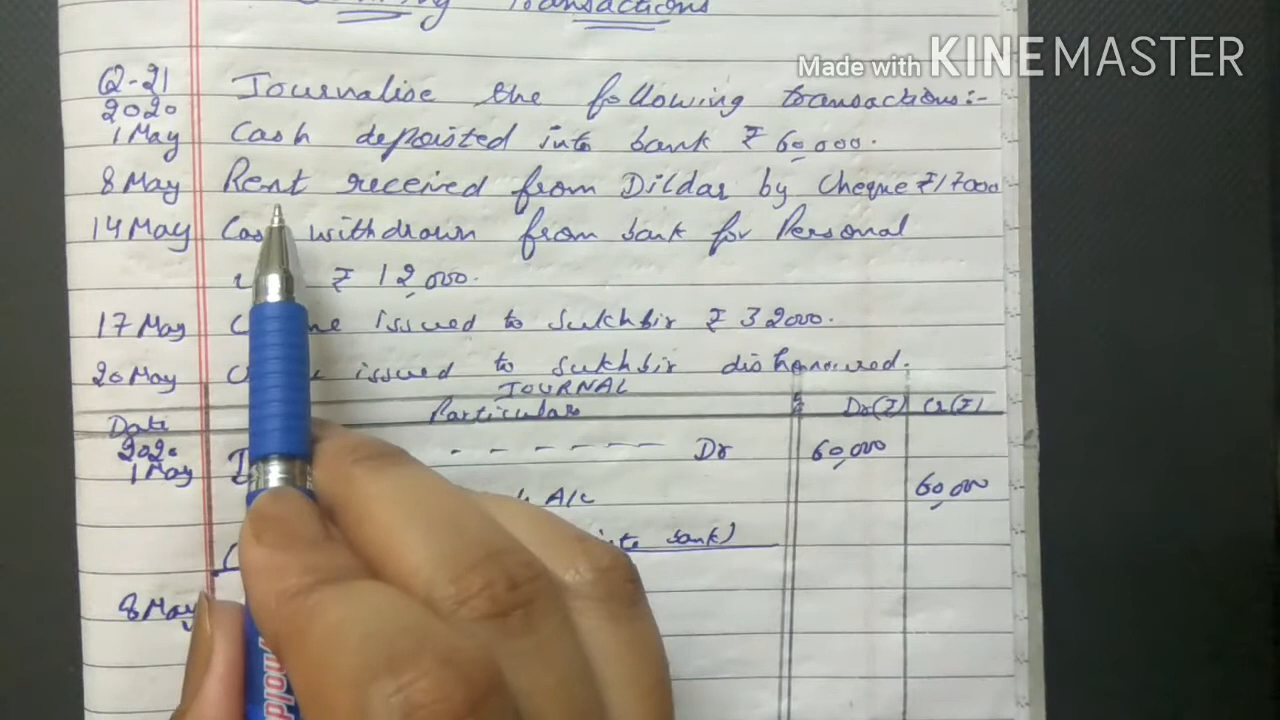 Transactions
Made with KINEMASTER
Q-21 Journalise the following transactions:-
2020
1 May Cash deposited into bank ₹ 60,000.
8 May Rent received from Dildar by Cheque ₹17000
14 May Cash withdrawn from bank for Personal
₹ 12,000.
17 May issued to Sukhbir ₹ 32000.
20 May issued to Sukhbir dishonoured.
JOURNAL
Date Particulars Dr(₹) Cr(₹)
2020
1 May Dr 60,000
A/c 60,000
into bank)
8 May